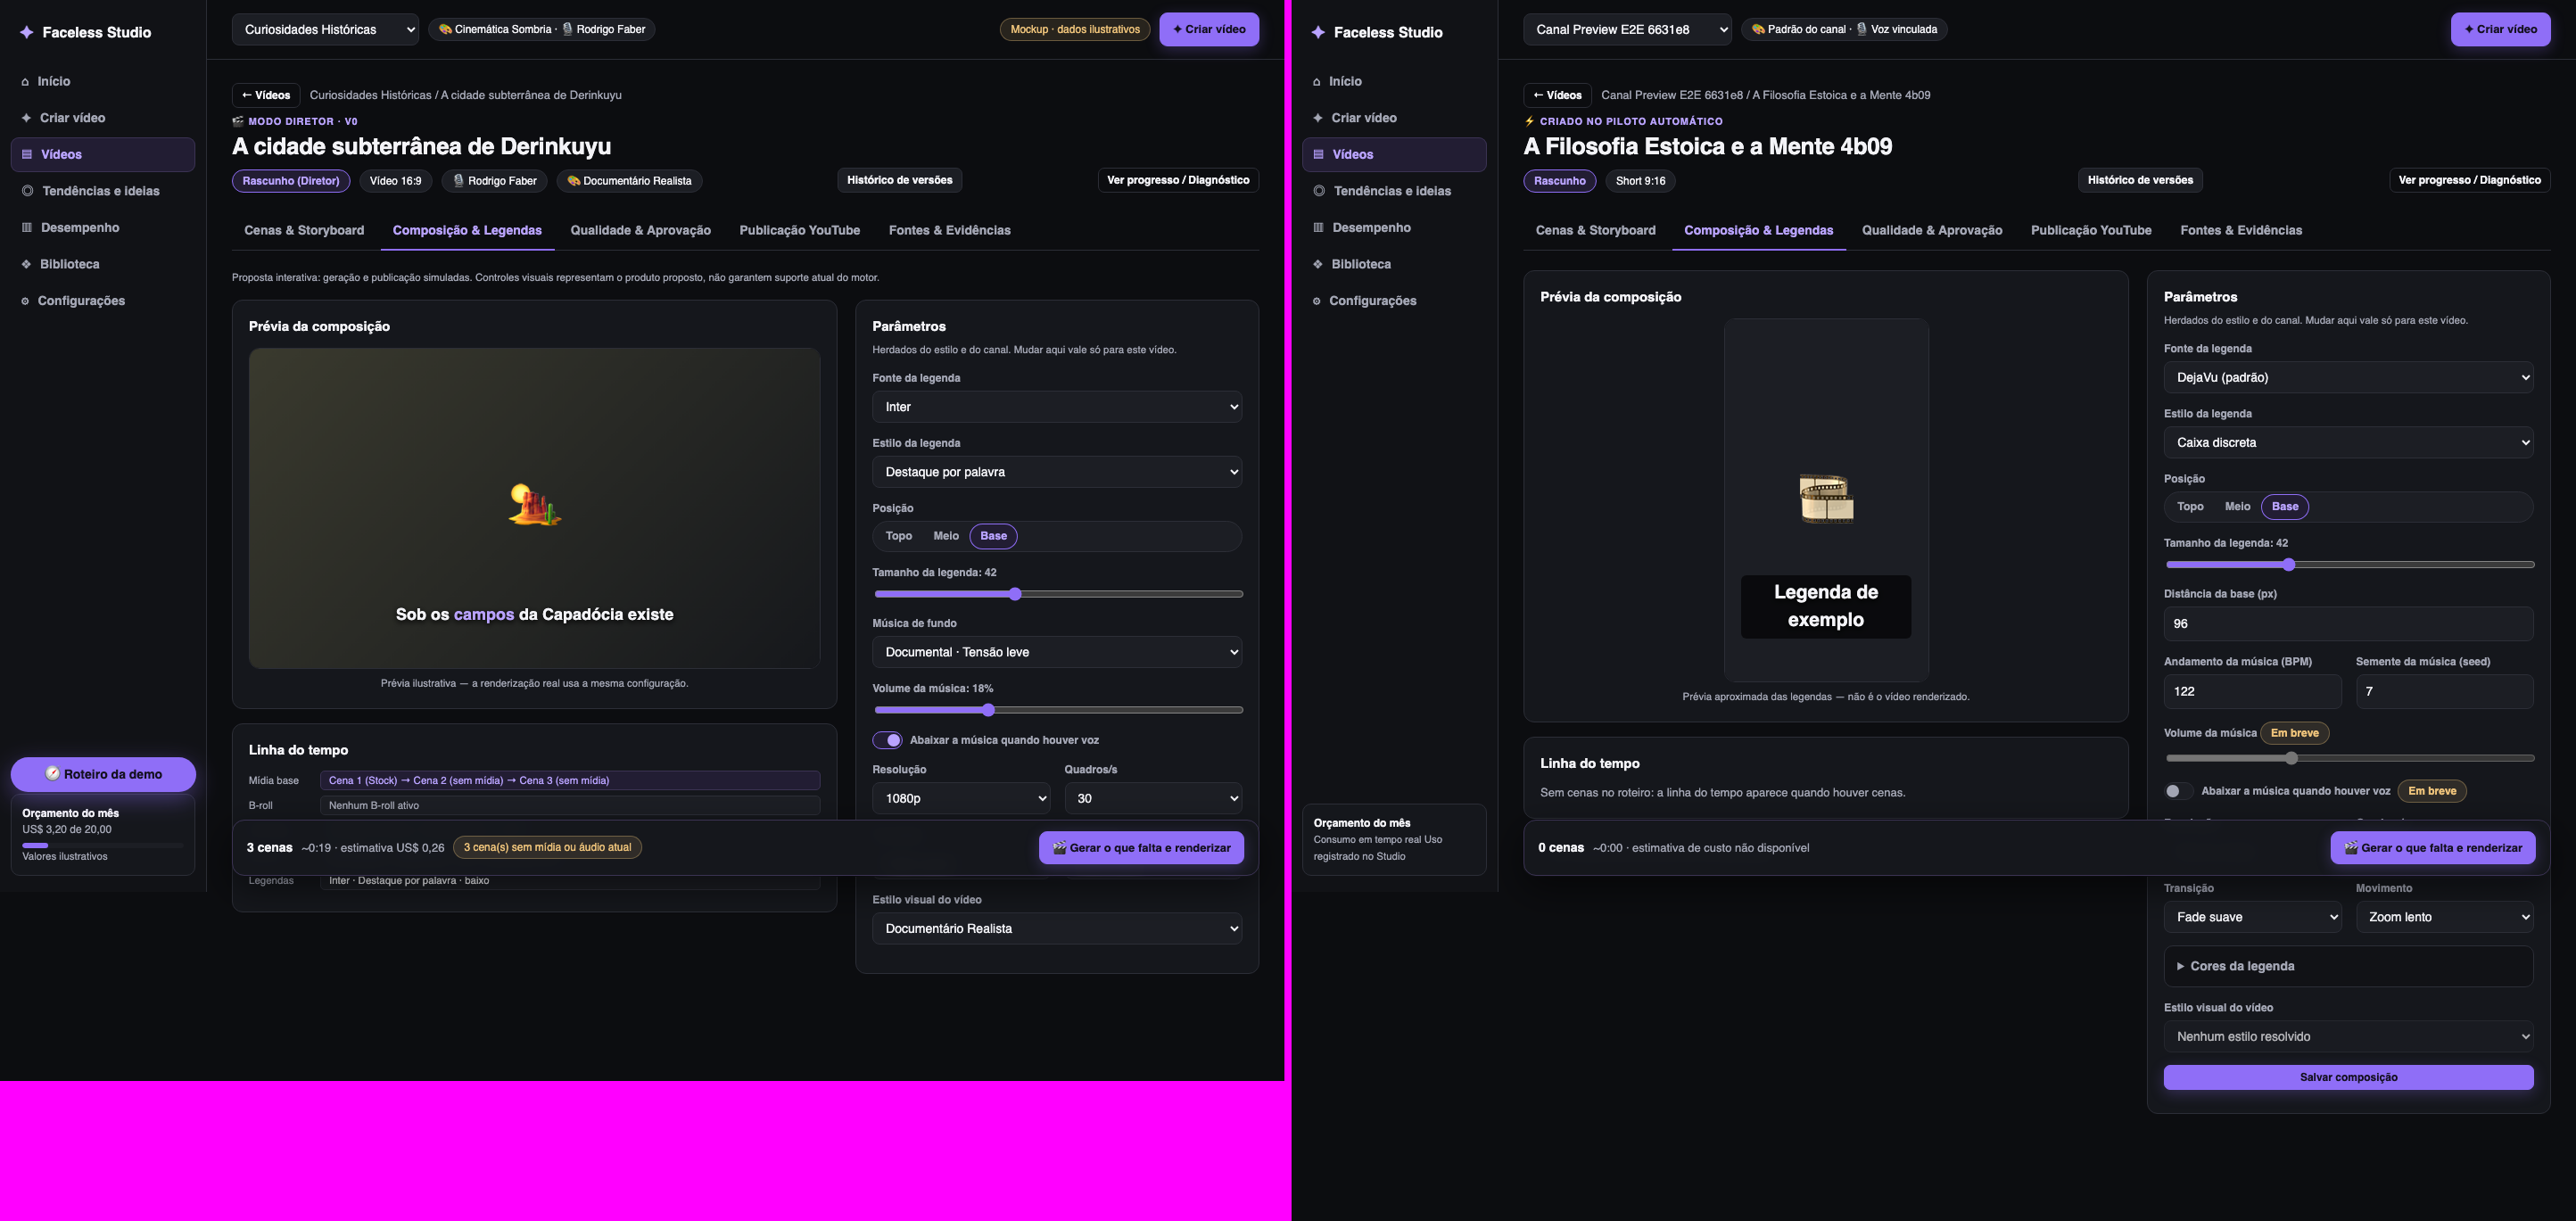 Faceless Studio
Início
Criar vídeo
Vídeos
Tendências e ideias
Desempenho
Biblioteca
Configurações
Roteiro da demo
Orçamento do mês
US$ 3,20 de 20,00
Valores ilustrativos
Curiosidades Históricas
Cinemática Sombria · Rodrigo Faber
Mockup · dados ilustrativos
Criar vídeo
← Vídeos
Curiosidades Históricas / A cidade subterrânea de Derinkuyu
MODO DIRETOR · V0
A cidade subterrânea de Derinkuyu
Rascunho (Diretor)
Vídeo 16:9
Rodrigo Faber
Documentário Realista
Histórico de versões
Ver progresso / Diagnóstico
Cenas & Storyboard
Composição & Legendas
Qualidade & Aprovação
Publicação YouTube
Fontes & Evidências
Proposta interativa: geração e publicação simuladas. Controles visuais representam o produto proposto, não garantem suporte atual do motor.
Prévia da composição
Sob os campos da Capadócia existe
Prévia ilustrativa — a renderização real usa a mesma configuração.
Linha do tempo
Mídia base
Cena 1 (Stock) → Cena 2 (sem mídia) → Cena 3 (sem mídia)
B-roll
Nenhum B-roll ativo
3 cenas
~0:19 · estimativa US$ 0,26
3 cena(s) sem mídia ou áudio atual
Gerar o que falta e renderizar
Legendas
Inter · Destaque por palavra · baixo
Parâmetros
Herdados do estilo e do canal. Mudar aqui vale só para este vídeo.
Fonte da legenda
Inter
Estilo da legenda
Destaque por palavra
Posição
Topo
Meio
Base
Tamanho da legenda: 42
Música de fundo
Documental · Tensão leve
Volume da música: 18%
Abaixar a música quando houver voz
Resolução
Quadros/s
1080p
30
Estilo visual do vídeo
Documentário Realista
Faceless Studio
Início
Criar vídeo
Vídeos
Tendências e ideias
Desempenho
Biblioteca
Configurações
Orçamento do mês
Consumo em tempo real Uso
registrado no Studio
Canal Preview E2E 6631e8
Padrão do canal · Voz vinculada
Criar vídeo
← Vídeos
Canal Preview E2E 6631e8 / A Filosofia Estoica e a Mente 4b09
CRIADO NO PILOTO AUTOMÁTICO
A Filosofia Estoica e a Mente 4b09
Rascunho
Short 9:16
Histórico de versões
Ver progresso / Diagnóstico
Cenas & Storyboard
Composição & Legendas
Qualidade & Aprovação
Publicação YouTube
Fontes & Evidências
Prévia da composição
Legenda de
exemplo
Prévia aproximada das legendas — não é o vídeo renderizado.
Linha do tempo
Sem cenas no roteiro: a linha do tempo aparece quando houver cenas.
0 cenas
~0:00 · estimativa de custo não disponível
Gerar o que falta e renderizar
Parâmetros
Herdados do estilo e do canal. Mudar aqui vale só para este vídeo.
Fonte da legenda
DejaVu (padrão)
Estilo da legenda
Caixa discreta
Posição
Topo
Meio
Base
Tamanho da legenda: 42
Distância da base (px)
96
Andamento da música (BPM)
Semente da música (seed)
122
7
Volume da música
Em breve
Abaixar a música quando houver voz
Em breve
Transição
Movimento
Fade suave
Zoom lento
Cores da legenda
Estilo visual do vídeo
Nenhum estilo resolvido
Salvar composição